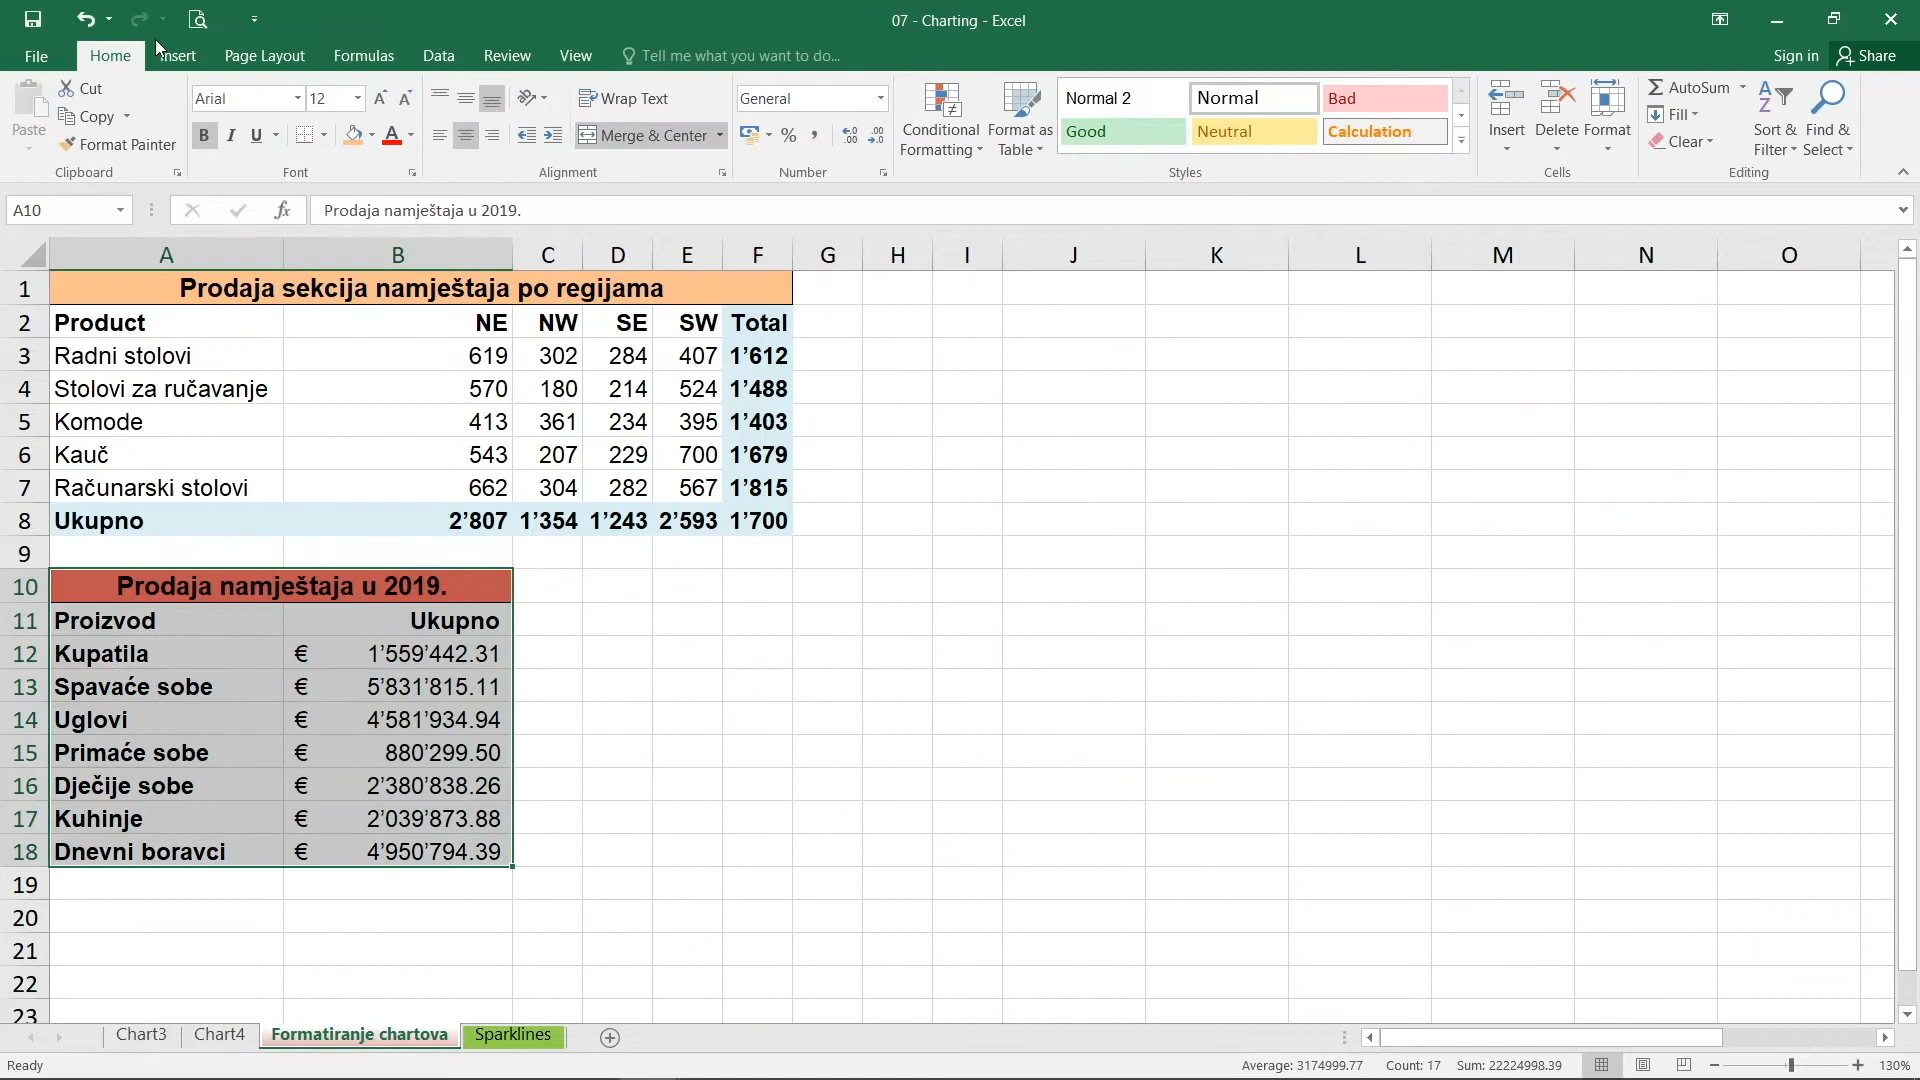 07 - Charting - Excel
File Home Insert Page Layout Formulas Data Review View Tell me what you want to do... Sign in Share
Paste
Cut
Copy
Format Painter
Clipboard
Arial 12
B I U
Font
Wrap Text
Merge & Center
Alignment
General
%
Number
Conditional Formatting
Format as Table
Normal 2 Normal Bad
Good Neutral Calculation
Styles
Insert Delete Format
Cells
AutoSum
Fill
Clear
Sort & Filter
Find & Select
Editing
A10 fx Prodaja namještaja u 2019.
A B C D E F G H I J K L M N O
1 Prodaja sekcija namještaja po regijama
2 Product NE NW SE SW Total
3 Radni stolovi 619 302 284 407 1’612
4 Stolovi za ručavanje 570 180 214 524 1’488
5 Komode 413 361 234 395 1’403
6 Kauč 543 207 229 700 1’679
7 Računarski stolovi 662 304 282 567 1’815
8 Ukupno 2’807 1’354 1’243 2’593 1’700
9
10 Prodaja namještaja u 2019.
11 Proizvod Ukupno
12 Kupatila € 1’559’442.31
13 Spavaće sobe € 5’831’815.11
14 Uglovi € 4’581’934.94
15 Primaće sobe € 880’299.50
16 Dječije sobe € 2’380’838.26
17 Kuhinje € 2’039’873.88
18 Dnevni boravci € 4’950’794.39
19
20
21
22
23
Chart3 Chart4 Formatiranje chartova Sparklines
Ready Average: 3174999.77 Count: 17 Sum: 22224998.39 130%